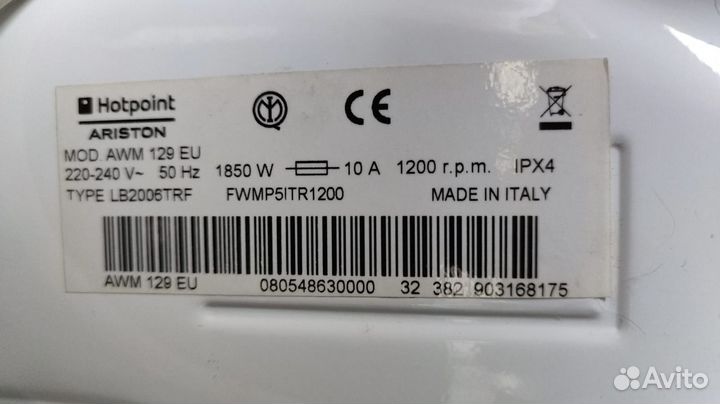 Hotpoint
ARISTON
MOD. AWM 129 EU
220-240 V~ 50 Hz 1850 W 10 A 1200 r.p.m. IPX4
TYPE LB2006TRF FWMP5ITR1200 MADE IN ITALY
AWM 129 EU 080548630000 32 382 903168175
Avito